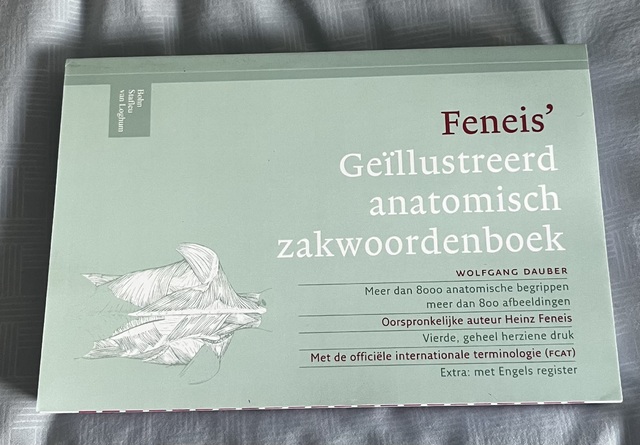 Bohn
Stafleu
van Loghum
Feneis'
Geïllustreerd
anatomisch
zakwoordenboek
WOLFGANG DAUBER
Meer dan 8000 anatomische begrippen
meer dan 800 afbeeldingen
Oorspronkelijke auteur Heinz Feneis
Vierde, geheel herziene druk
Met de officiële internationale terminologie (FCAT)
Extra: met Engels register